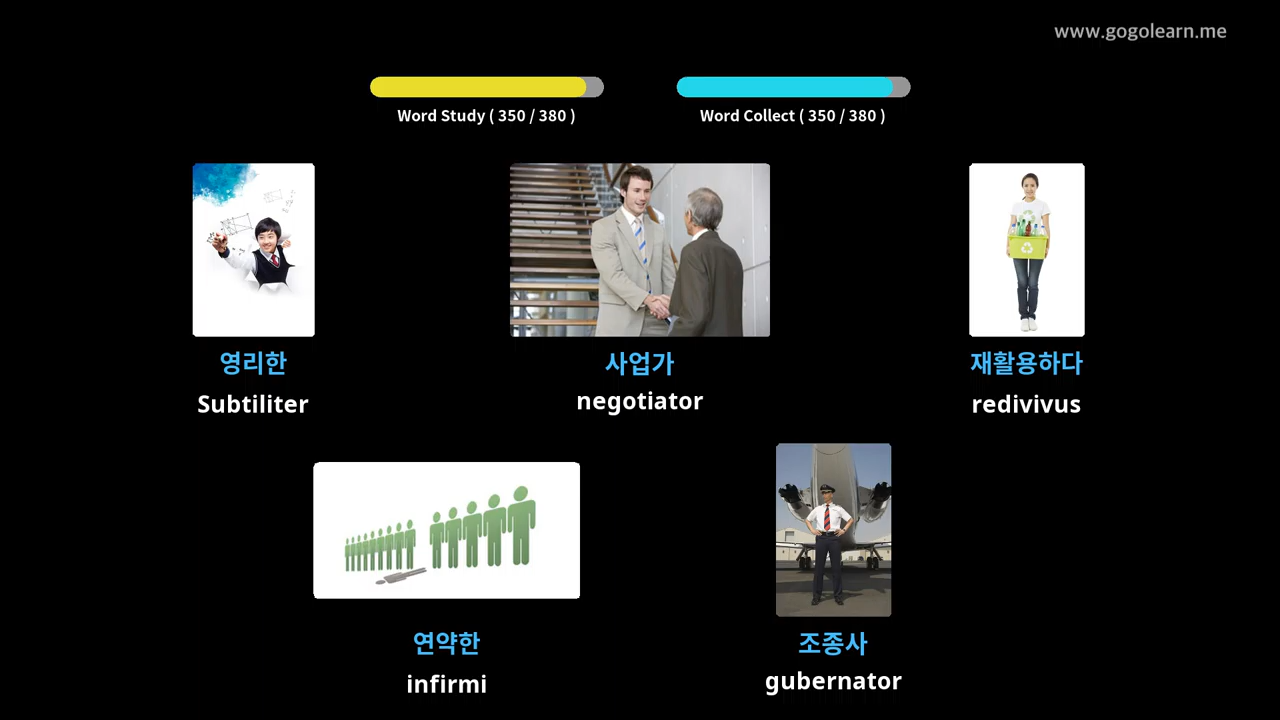 www.gogolearn.me
Word Study ( 350 / 380 )
Word Collect ( 350 / 380 )
영리한
사업가
재활용하다
Subtiliter
negotiator
redivivus
연약한
조종사
infirmi
gubernator